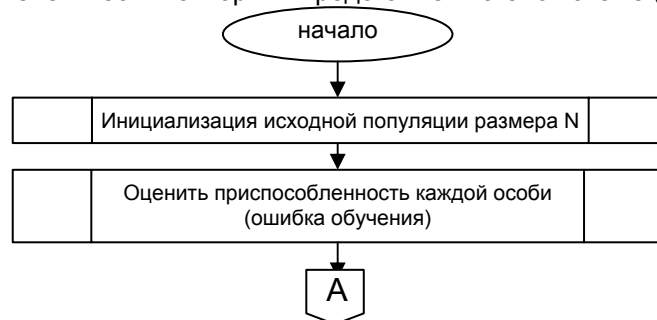 начало
Инициализация исходной популяции размера N
Оценить приспособленность каждой особи
(ошибка обучения)
А